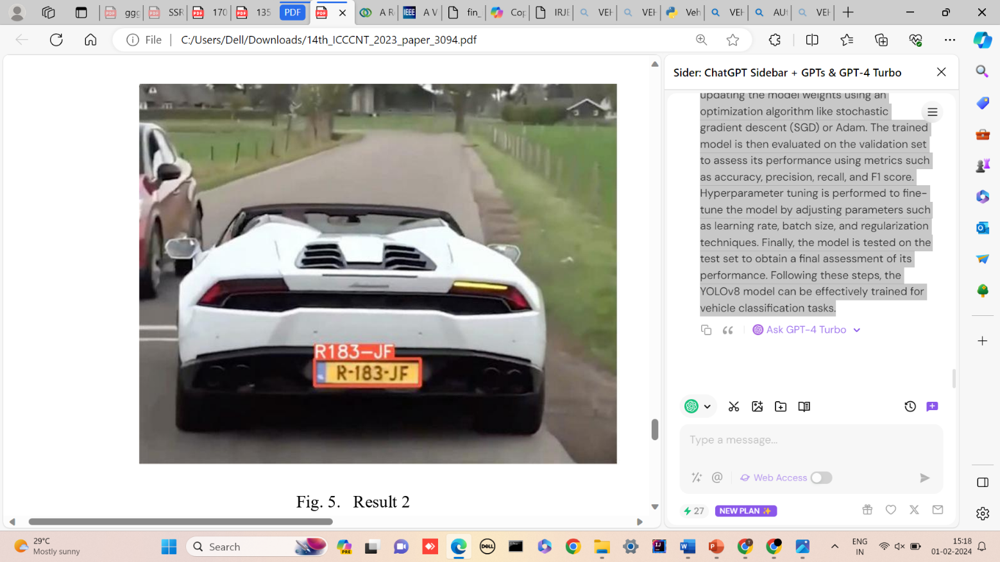 ggg
SSR
170
135
PDF
A Re
IEEE
A V
fin_
Cop
IRJE
VEH
VEH
Veh
VEH
AUt
VEH
File
C:/Users/Dell/Downloads/14th_ICCCNT_2023_paper_3094.pdf
R183-JF
R-183-JF
Fig. 5. Result 2
Sider: ChatGPT Sidebar + GPTs & GPT-4 Turbo
updating the model weights using an
optimization algorithm like stochastic
gradient descent (SGD) or Adam. The trained
model is then evaluated on the validation set
to assess its performance using metrics such
as accuracy, precision, recall, and F1 score.
Hyperparameter tuning is performed to fine-
tune the model by adjusting parameters such
as learning rate, batch size, and regularization
techniques. Finally, the model is tested on the
test set to obtain a final assessment of its
performance. Following these steps, the
YOLOv8 model can be effectively trained for
vehicle classification tasks.
Ask GPT-4 Turbo
Type a message...
Web Access
27
NEW PLAN
29°C
Mostly sunny
Search
PRE
DELL
ENG
IN
15:18
01-02-2024